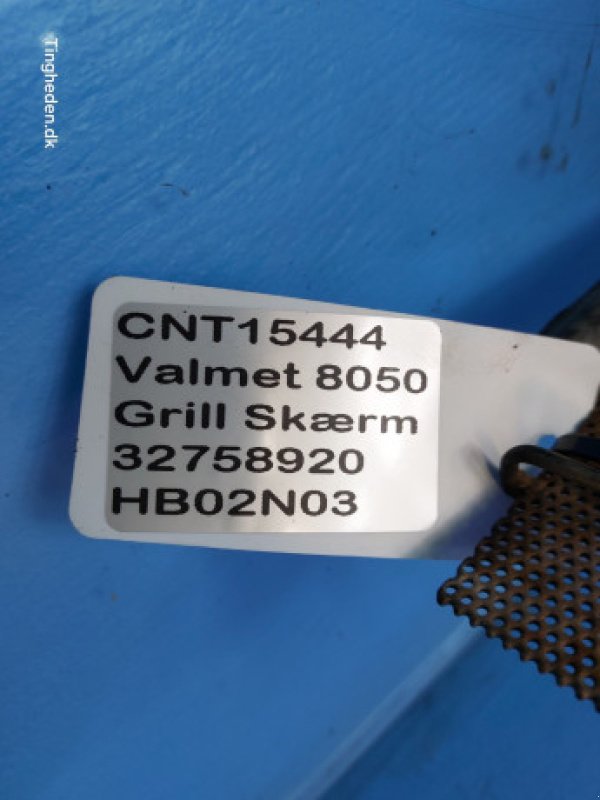 Tingheden.dk
CNT15444
Valmet 8050
Grill Skærm
32758920
HB02N03